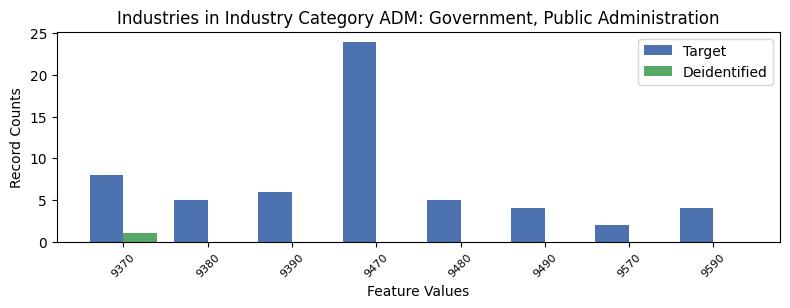 Industries in Industry Category ADM: Government, Public Administration
Target
Deidentified
Record Counts
25
20
15
10
5
0
9370 9380 9390 9470 9480 9490 9570 9590
Feature Values